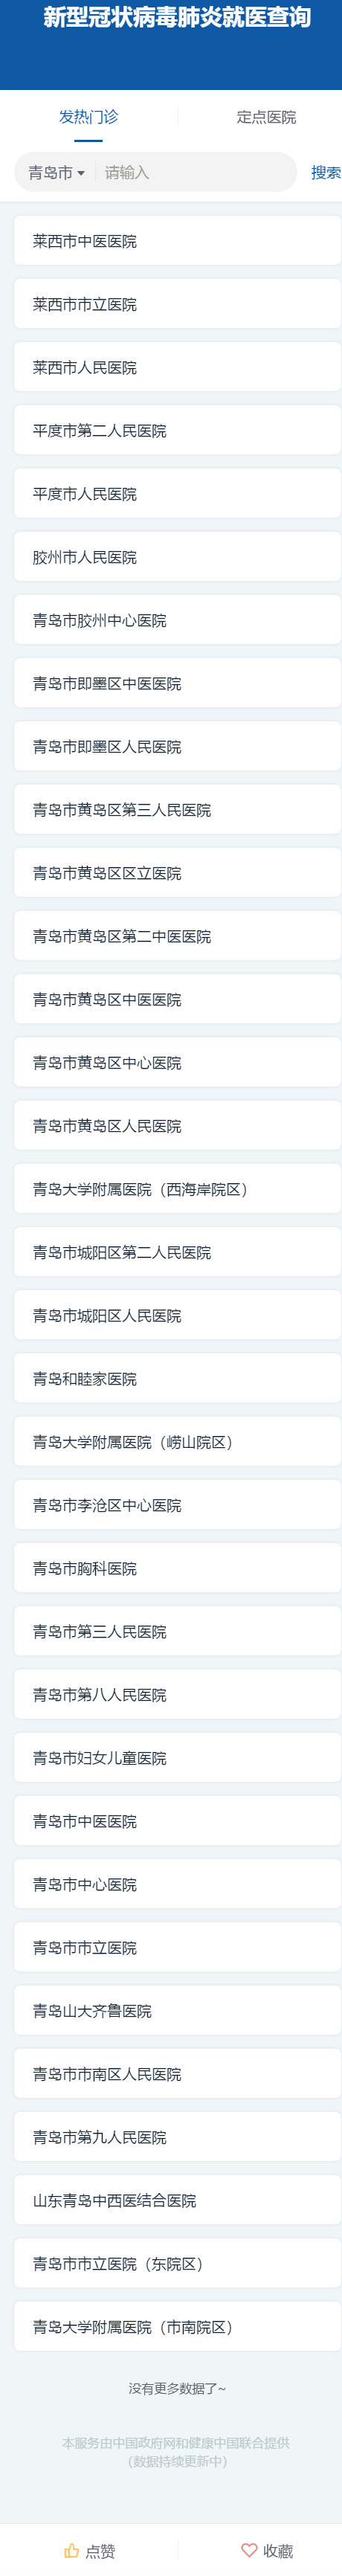 新型冠状病毒肺炎就医查询
发热门诊 定点医院
青岛市 请输入 搜索
莱西市中医医院
莱西市市立医院
莱西市人民医院
平度市第二人民医院
平度市人民医院
胶州市人民医院
青岛市胶州中心医院
青岛市即墨区中医医院
青岛市即墨区人民医院
青岛市黄岛区第三人民医院
青岛市黄岛区区立医院
青岛市黄岛区第二中医医院
青岛市黄岛区中医医院
青岛市黄岛区中心医院
青岛市黄岛区人民医院
青岛大学附属医院（西海岸院区）
青岛市城阳区第二人民医院
青岛市城阳区人民医院
青岛和睦家医院
青岛大学附属医院（崂山院区）
青岛市李沧区中心医院
青岛市胸科医院
青岛市第三人民医院
青岛市第八人民医院
青岛市妇女儿童医院
青岛市中医医院
青岛市中心医院
青岛市市立医院
青岛山大齐鲁医院
青岛市市南区人民医院
青岛市第九人民医院
山东青岛中西医结合医院
青岛市市立医院（东院区）
青岛大学附属医院（市南院区）
没有更多数据了~
本服务由中国政府网和健康中国联合提供
(数据持续更新中)
点赞 收藏